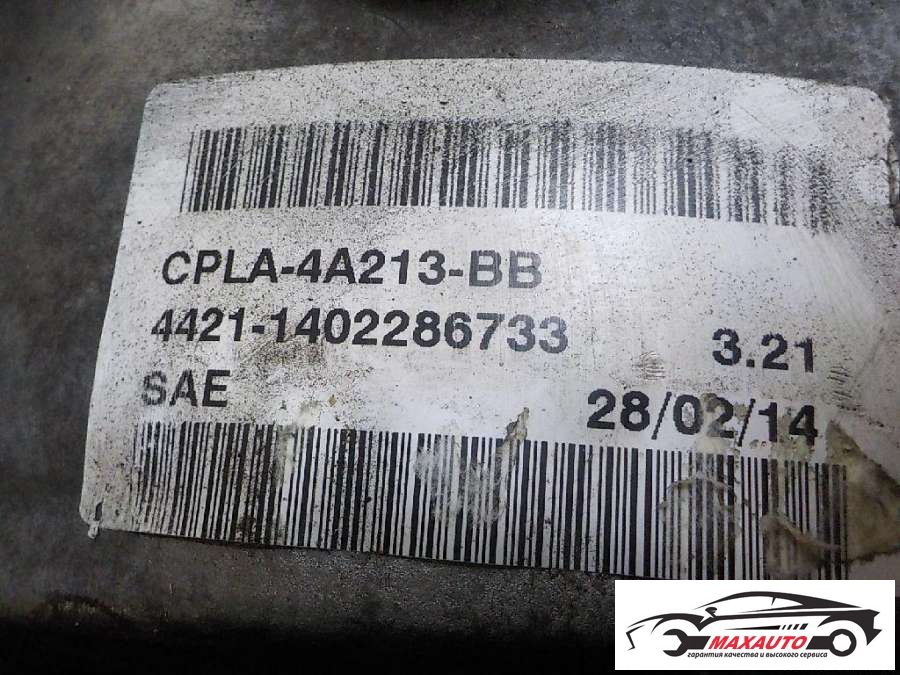 CPLA-4A213-BB
4421-1402286733
3.21
SAE
28/02/14
MAXAUTO
гарантия качества и высокого сервиса